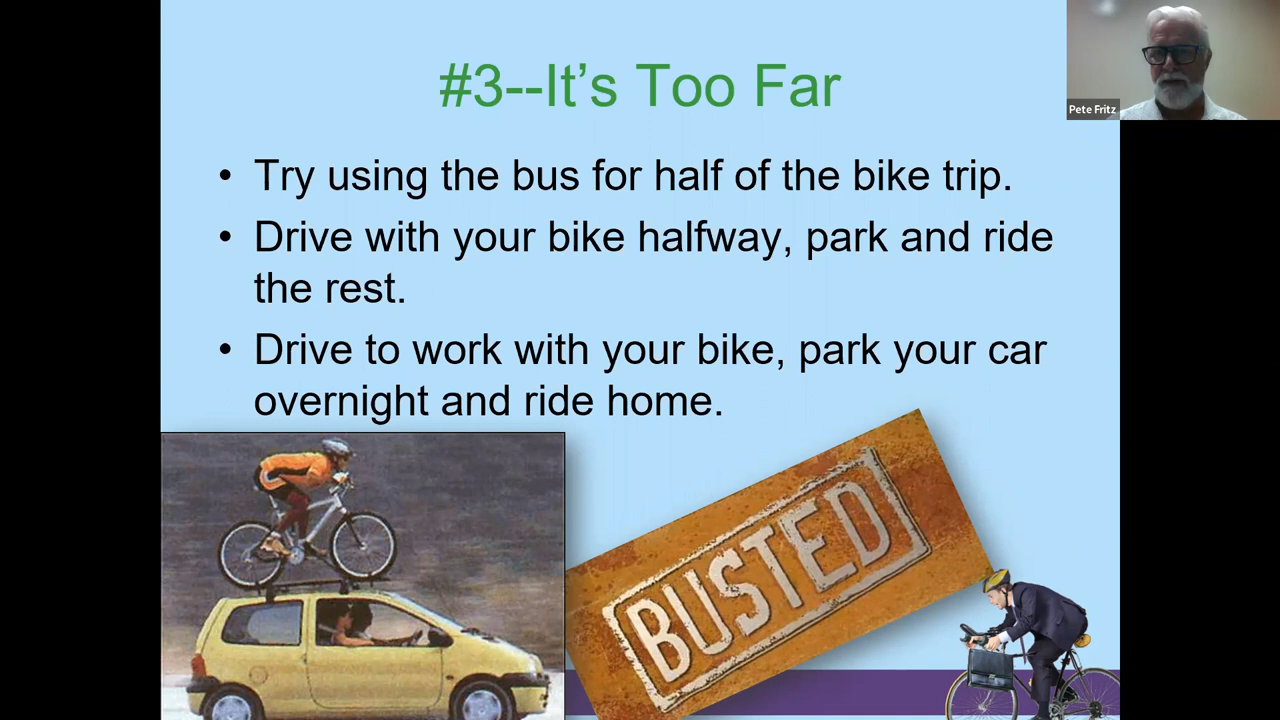 #3--It's Too Far
Pete Fritz
• Try using the bus for half of the bike trip.
• Drive with your bike halfway, park and ride
the rest.
• Drive to work with your bike, park your car
overnight and ride home.
BUSTED